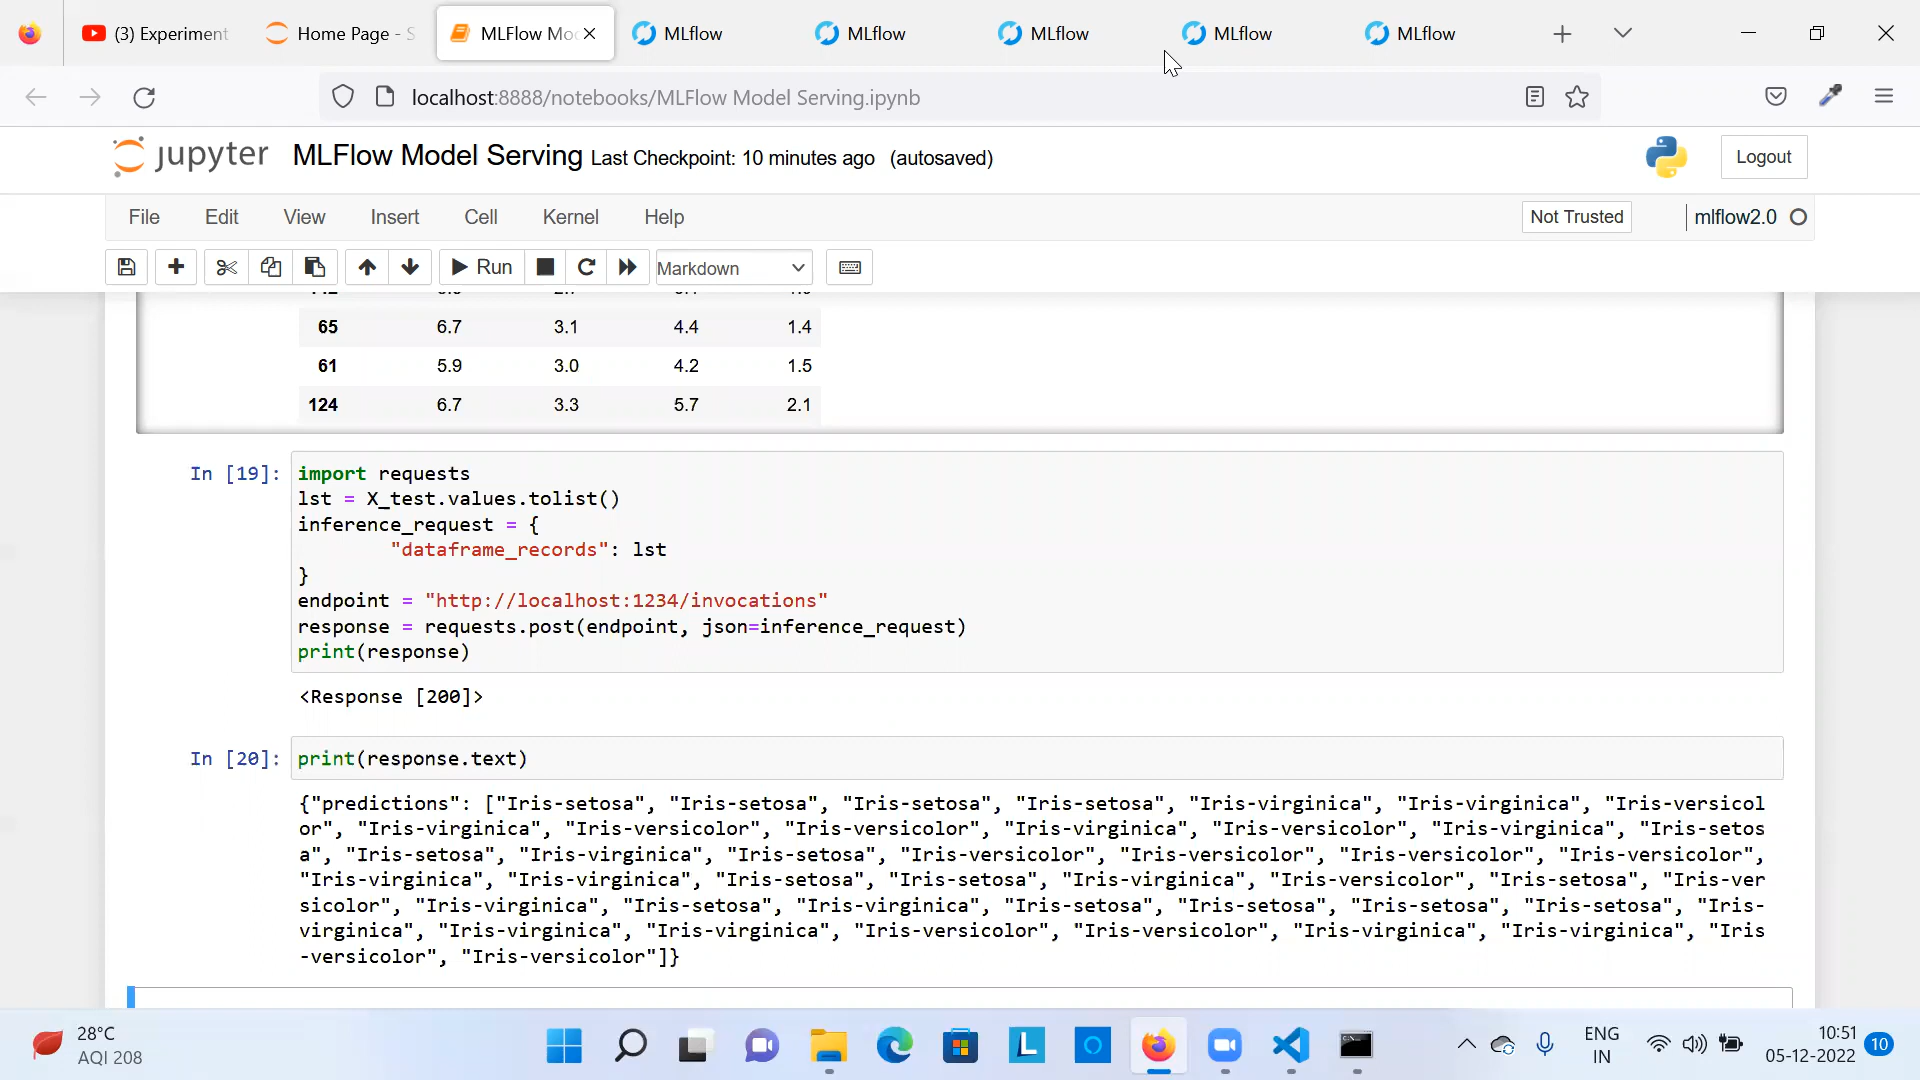 (3) Experiment
Home Page - S
MLFlow Mo
MLflow
MLflow
MLflow
MLflow
MLflow
localhost:8888/notebooks/MLFlow Model Serving.ipynb
jupyter MLFlow Model Serving Last Checkpoint: 10 minutes ago (autosaved)
Logout
File Edit View Insert Cell Kernel Help
Not Trusted
mlflow2.0
Run
Markdown
65 6.7 3.1 4.4 1.4
61 5.9 3.0 4.2 1.5
124 6.7 3.3 5.7 2.1
In [19]:
import requests
lst = X_test.values.tolist()
inference_request = {
"dataframe_records": lst
}
endpoint = "http://localhost:1234/invocations"
response = requests.post(endpoint, json=inference_request)
print(response)
<Response [200]>
In [20]:
print(response.text)
{"predictions": ["Iris-setosa", "Iris-setosa", "Iris-setosa", "Iris-setosa", "Iris-virginica", "Iris-virginica", "Iris-versicol
or", "Iris-virginica", "Iris-versicolor", "Iris-versicolor", "Iris-virginica", "Iris-versicolor", "Iris-virginica", "Iris-setos
a", "Iris-setosa", "Iris-virginica", "Iris-setosa", "Iris-versicolor", "Iris-versicolor", "Iris-versicolor", "Iris-versicolor",
"Iris-virginica", "Iris-virginica", "Iris-setosa", "Iris-setosa", "Iris-virginica", "Iris-versicolor", "Iris-setosa", "Iris-ver
sicolor", "Iris-virginica", "Iris-setosa", "Iris-virginica", "Iris-setosa", "Iris-setosa", "Iris-setosa", "Iris-setosa", "Iris-
virginica", "Iris-virginica", "Iris-virginica", "Iris-versicolor", "Iris-versicolor", "Iris-virginica", "Iris-virginica", "Iris
-versicolor", "Iris-versicolor"]}
28°C
AQI 208
ENG
IN
10:51
05-12-2022
10